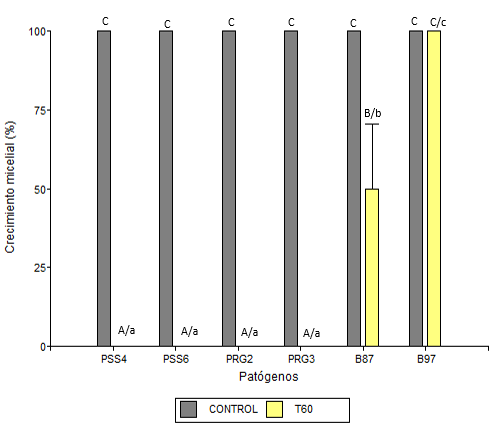 C C C C C C C/c
100
B/b
75
Crecimiento micelial (%)
50
25
A/a A/a A/a A/a
0
PSS4 PSS6 PRG2 PRG3 B87 B97
Patógenos
CONTROL T60